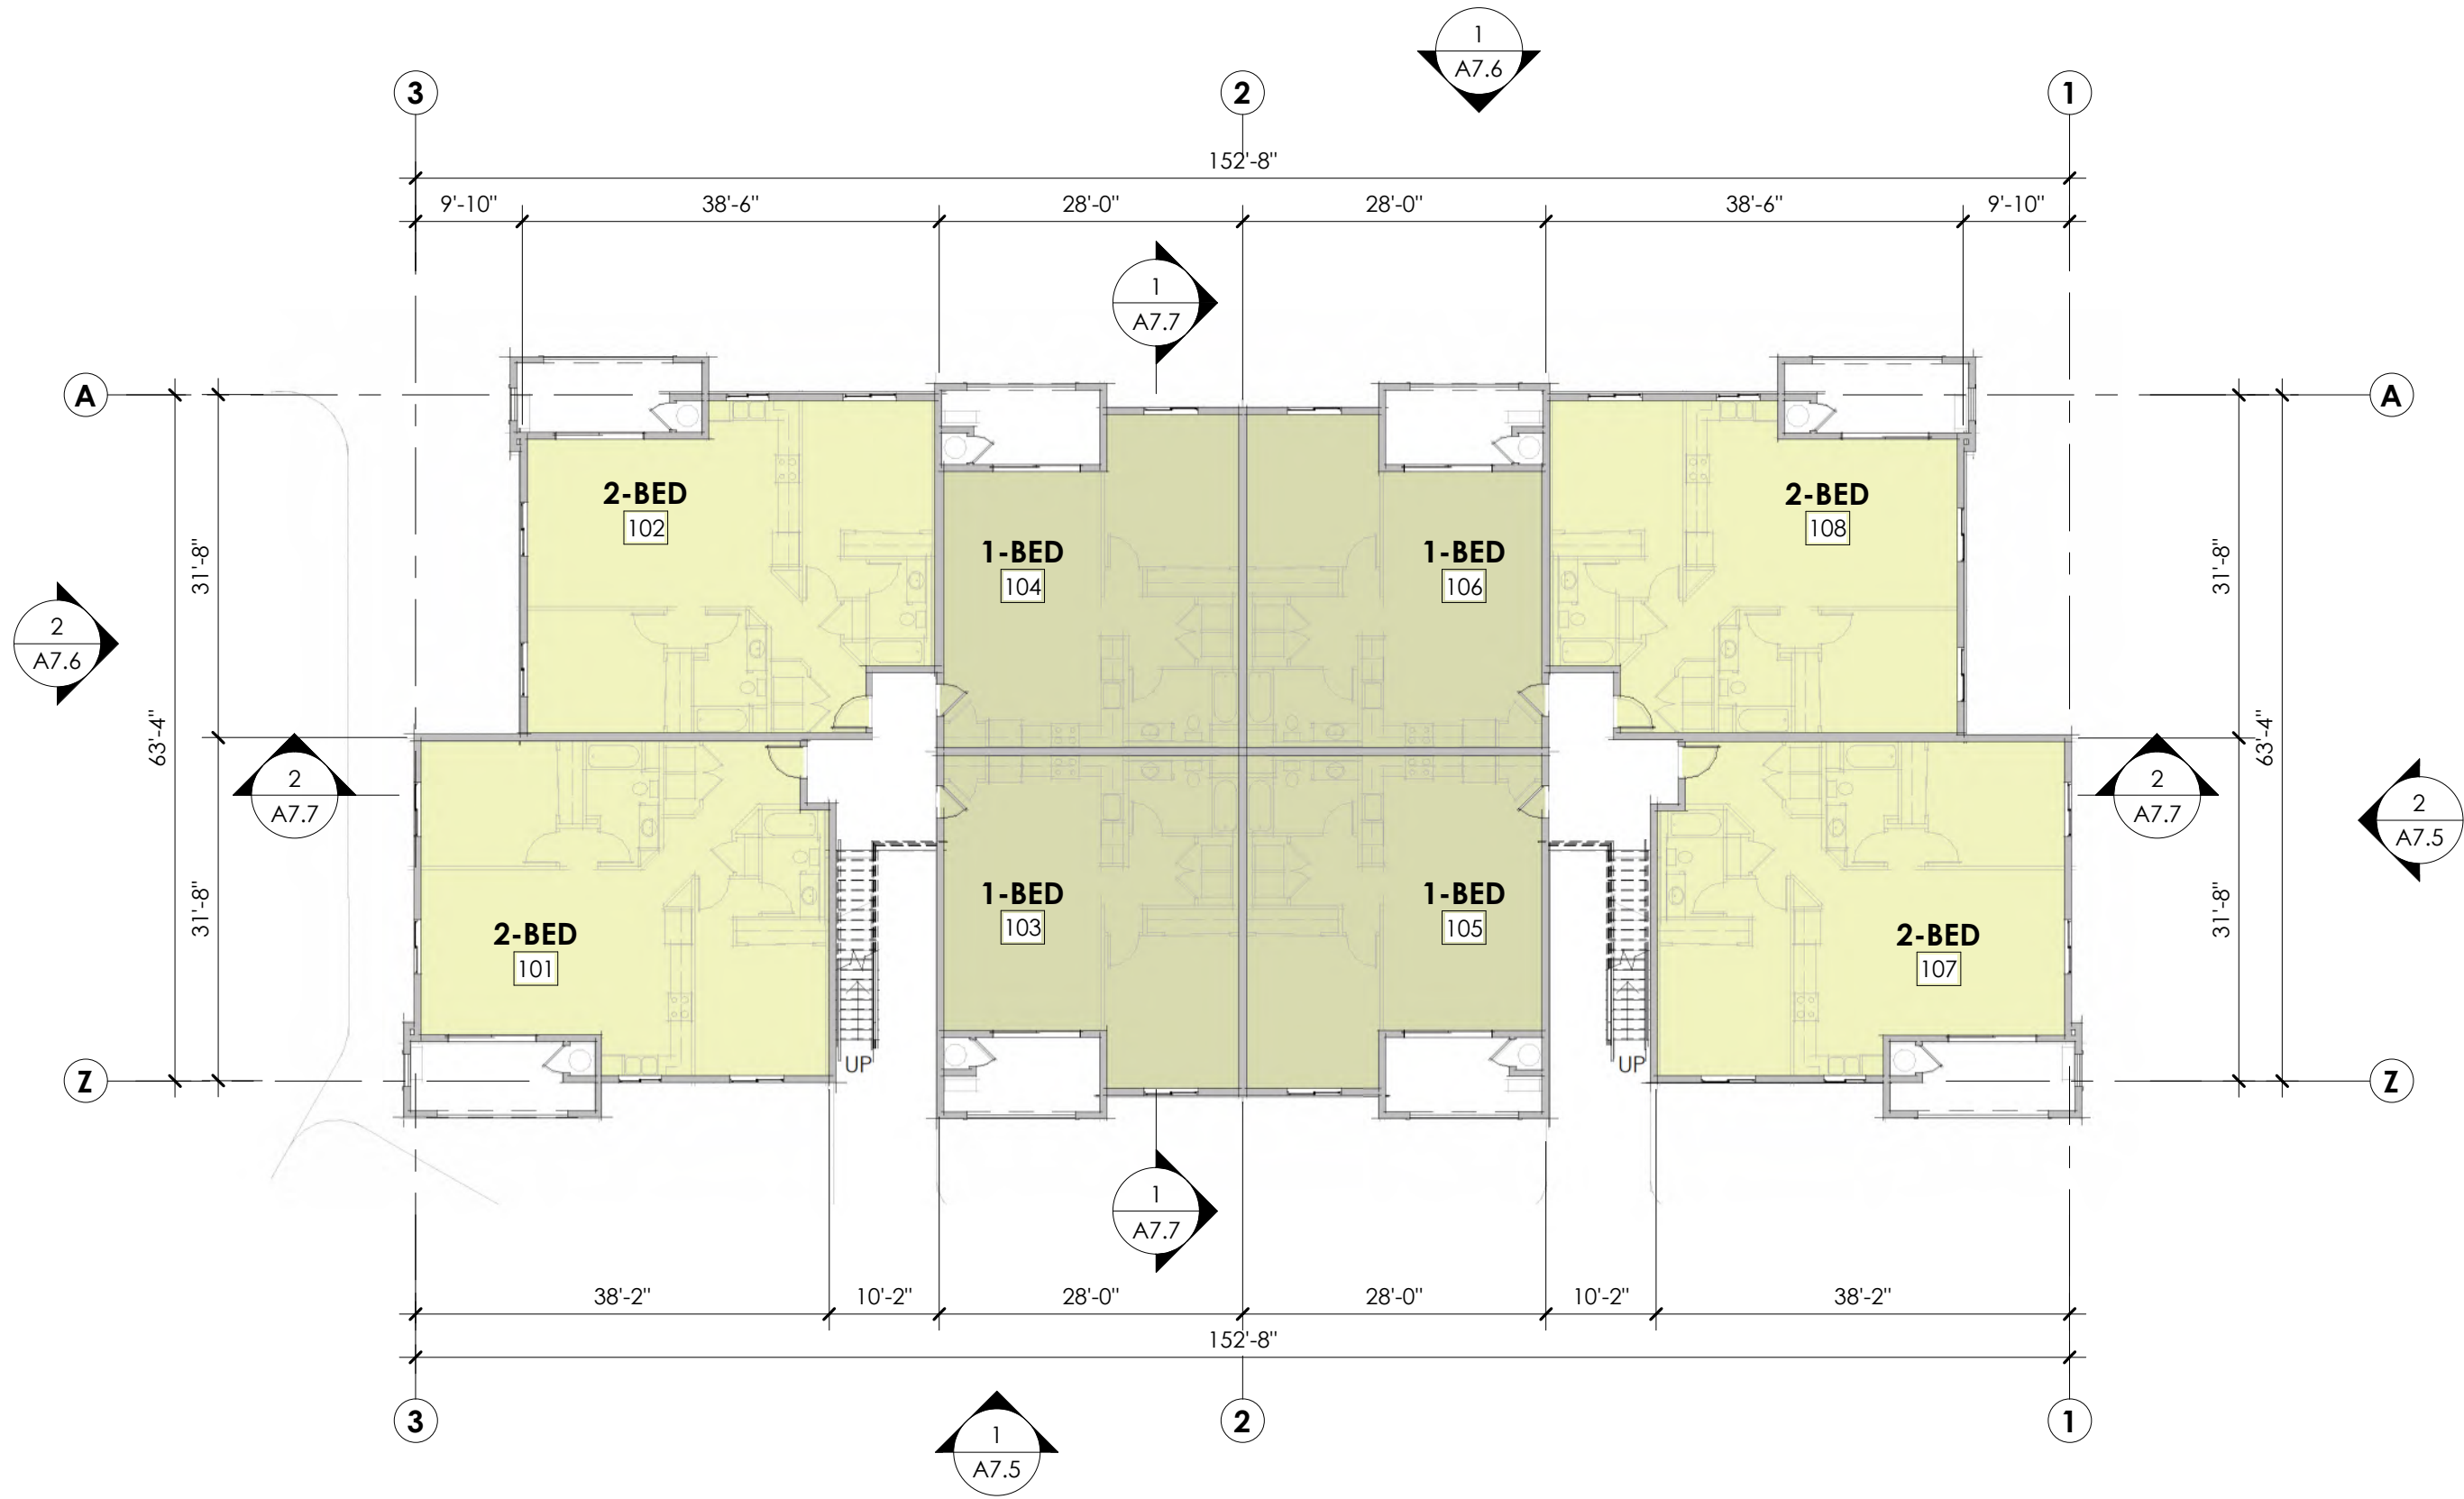 1
A7.6
3
2
1
152'-8"
9'-10"
38'-6"
28'-0"
28'-0"
38'-6"
9'-10"
1
A7.7
A
A
2-BED
102
1-BED
104
1-BED
106
2-BED
108
31'-8"
31'-8"
2
A7.6
63'-4"
63'-4"
2
A7.7
2
A7.7
2
A7.5
31'-8"
31'-8"
2-BED
101
1-BED
103
1-BED
105
2-BED
107
UP
UP
Z
Z
1
A7.7
38'-2"
10'-2"
28'-0"
28'-0"
10'-2"
38'-2"
152'-8"
3
2
1
1
A7.5